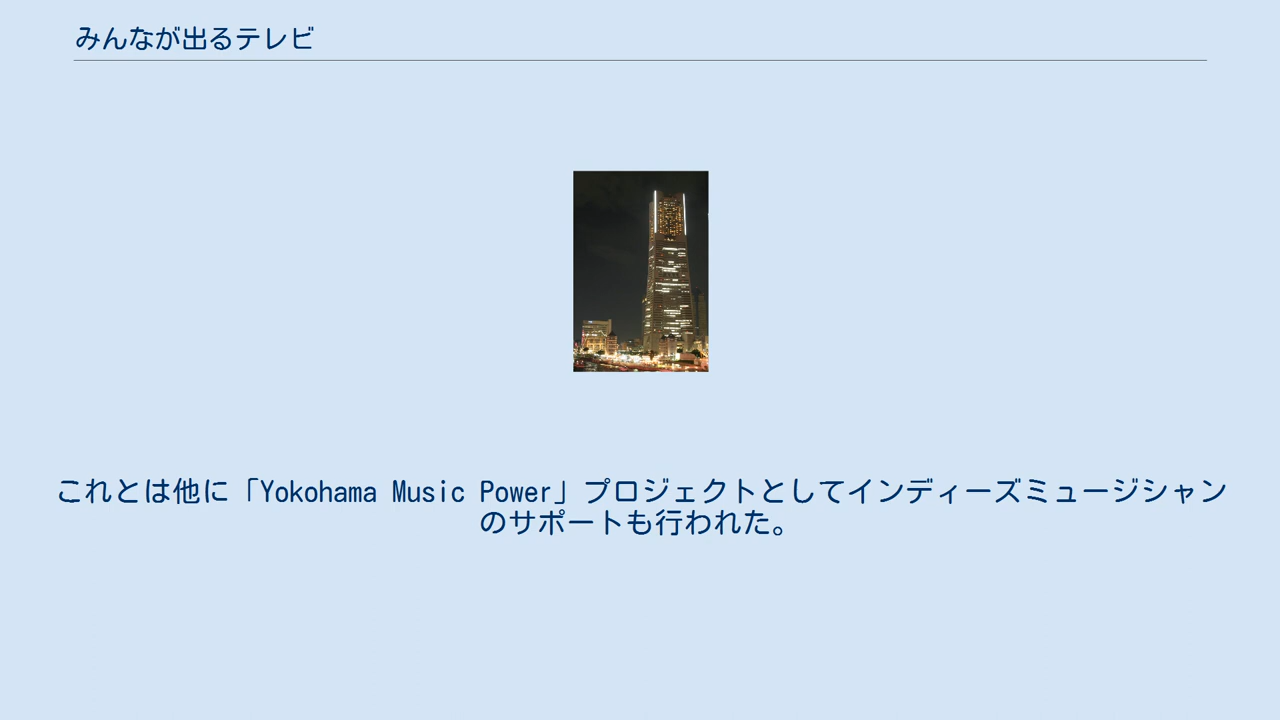 みんなが出るテレビ
これとは他に「Yokohama Music Power」プロジェクトとしてインディーズミュージシャン
のサポートも行われた。